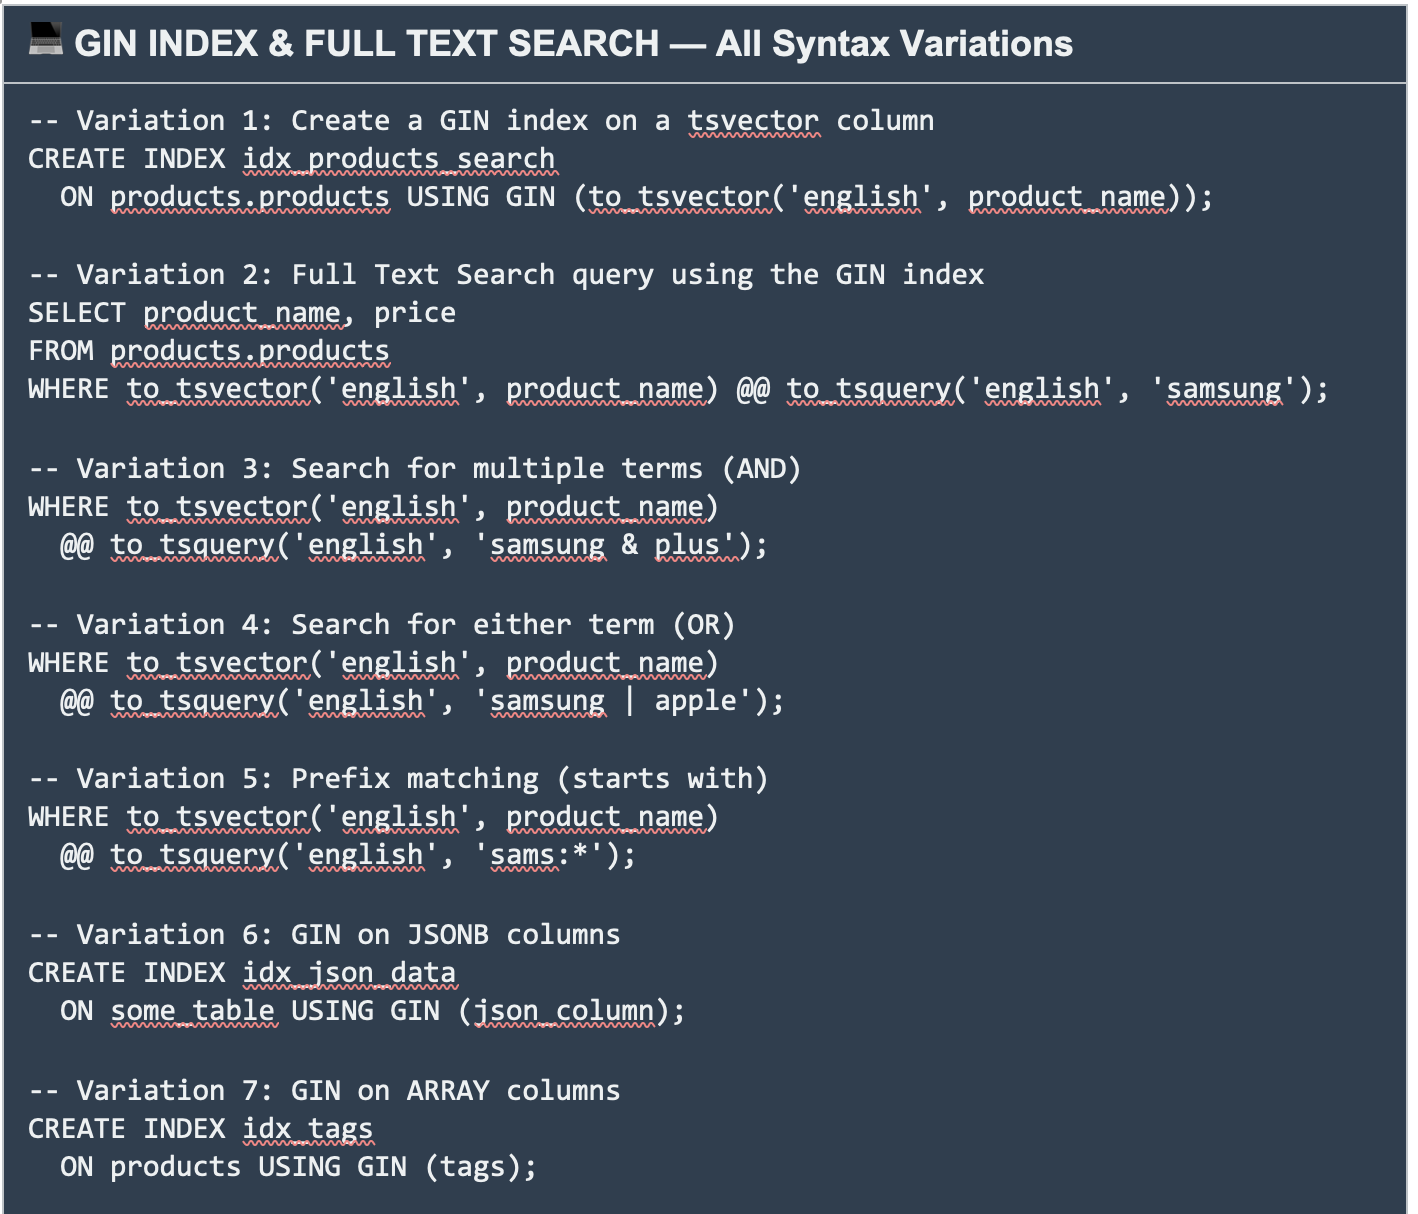 💻 GIN INDEX & FULL TEXT SEARCH — All Syntax Variations
-- Variation 1: Create a GIN index on a tsvector column
CREATE INDEX idx_products_search
  ON products.products USING GIN (to_tsvector('english', product_name));

-- Variation 2: Full Text Search query using the GIN index
SELECT product_name, price
FROM products.products
WHERE to_tsvector('english', product_name) @@ to_tsquery('english', 'samsung');

-- Variation 3: Search for multiple terms (AND)
WHERE to_tsvector('english', product_name)
  @@ to_tsquery('english', 'samsung & plus');

-- Variation 4: Search for either term (OR)
WHERE to_tsvector('english', product_name)
  @@ to_tsquery('english', 'samsung | apple');

-- Variation 5: Prefix matching (starts with)
WHERE to_tsvector('english', product_name)
  @@ to_tsquery('english', 'sams:*');

-- Variation 6: GIN on JSONB columns
CREATE INDEX idx_json_data
  ON some_table USING GIN (json_column);

-- Variation 7: GIN on ARRAY columns
CREATE INDEX idx_tags
  ON products USING GIN (tags);